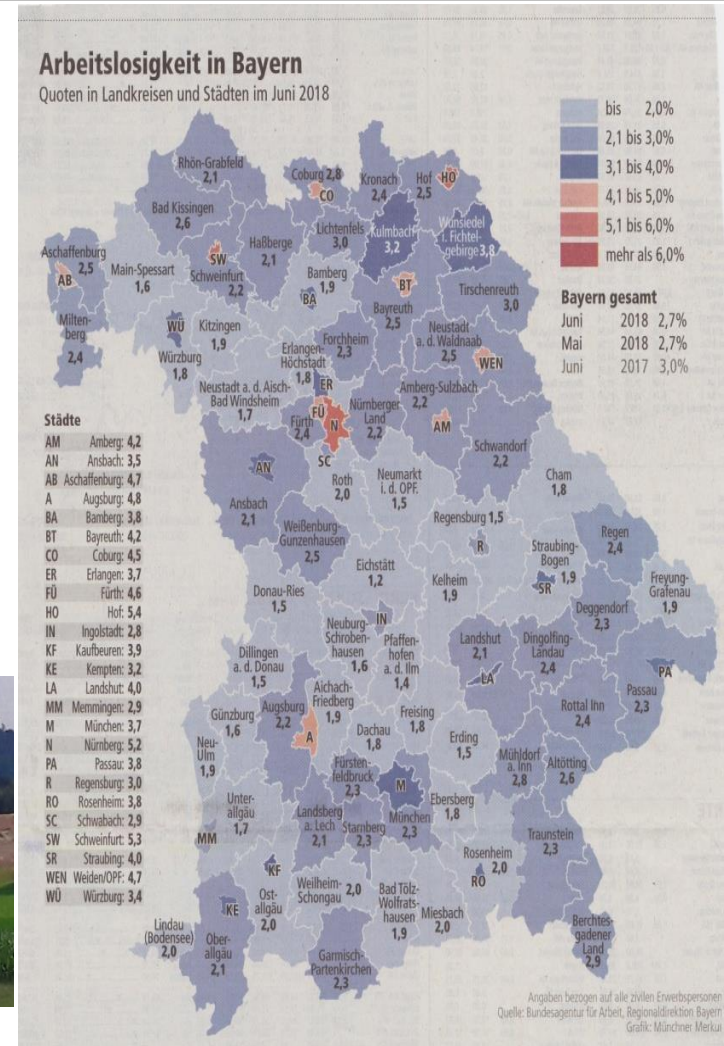 Arbeitslosigkeit in Bayern
Quoten in Landkreisen und Städten im Juni 2018
bis 2,0%
2,1 bis 3,0%
3,1 bis 4,0%
4,1 bis 5,0%
5,1 bis 6,0%
mehr als 6,0%
Bayern gesamt
Juni 2018 2,7%
Mai 2018 2,7%
Juni 2017 3,0%
Rhön-Grabfeld
2,1
Coburg 2,8
CO
Kronach
2,4
Hof
2,5
HO
Bad Kissingen
2,6
Lichtenfels
3,0
Kulmbach
3,2
Wunsiedel
i. Fichtel-
gebirge 3,8
Haßberge
2,1
Aschaffenburg
2,5
AB
Main-Spessart
1,6
SW
Schweinfurt
2,2
Bamberg
1,9
BA
BT
Bayreuth
2,5
Tirschenreuth
3,0
Milten-
berg
2,4
WÜ
Würzburg
1,8
Kitzingen
1,9
Forchheim
2,3
Neustadt
a. d. Waldnaab
2,5
WEN
Erlangen-
Höchstadt
1,8
ER
Neustadt a. d. Aisch-
Bad Windsheim
1,7
FÜ
Fürth
2,4
N
Nürnberger
Land
2,2
Amberg-Sulzbach
2,2
AM
Schwandorf
2,2
SC
Cham
1,8
AN
Ansbach
2,1
Roth
2,0
Neumarkt
i. d. OPF.
1,5
Weißenburg-
Gunzenhausen
2,5
Regensburg 1,5
R
Regen
2,4
Straubing-
Bogen
1,9
SR
Freyung-
Grafenau
1,9
Eichstätt
1,2
Kelheim
1,9
Deggendorf
2,3
Donau-Ries
1,5
IN
Neuburg-
Schroben-
hausen
1,6
Pfaffen-
hofen
a. d. Ilm
1,4
Landshut
2,1
LA
Dingolfing-
Landau
2,4
PA
Passau
2,3
Dillingen
a. d. Donau
1,5
Aichach-
Friedberg
1,9
Rottal Inn
2,4
Günzburg
1,6
Augsburg
2,2
A
Dachau
1,8
Freising
1,8
Erding
1,5
Neu-
Ulm
1,9
Fürsten-
feldbruck
2,3
M
München
2,3
Mühldorf
a. Inn
2,8
Altötting
2,6
Unter-
allgäu
1,7
MM
Landsberg
a. Lech
2,1
Starnberg
2,3
Ebersberg
1,8
Traunstein
2,3
Rosenheim
2,0
RO
KF
Ost-
allgäu
2,0
Weilheim-
Schongau 2,0
Bad Tölz-
Wolfrats-
hausen
1,9
Miesbach
2,0
KE
Ober-
allgäu
2,1
Lindau
(Bodensee)
2,0
Garmisch-
Partenkirchen
2,3
Berchtes-
gadener
Land
2,9
Städte
AM Amberg: 4,2
AN Ansbach: 3,5
AB Aschaffenburg: 4,7
A Augsburg: 4,8
BA Bamberg: 3,8
BT Bayreuth: 4,2
CO Coburg: 4,5
ER Erlangen: 3,7
FÜ Fürth: 4,6
HO Hof: 5,4
IN Ingolstadt: 2,8
KF Kaufbeuren: 3,9
KE Kempten: 3,2
LA Landshut: 4,0
MM Memmingen: 2,9
M München: 3,7
N Nürnberg: 5,2
PA Passau: 3,8
R Regensburg: 3,0
RO Rosenheim: 3,8
SC Schwabach: 2,9
SW Schweinfurt: 5,3
SR Straubing: 4,0
WEN Weiden/OPF: 4,7
WÜ Würzburg: 3,4
Angaben bezogen auf alle zivilen Erwerbspersonen
Quelle: Bundesagentur für Arbeit, Regionaldirektion Bayern
Grafik: Münchner Merkur